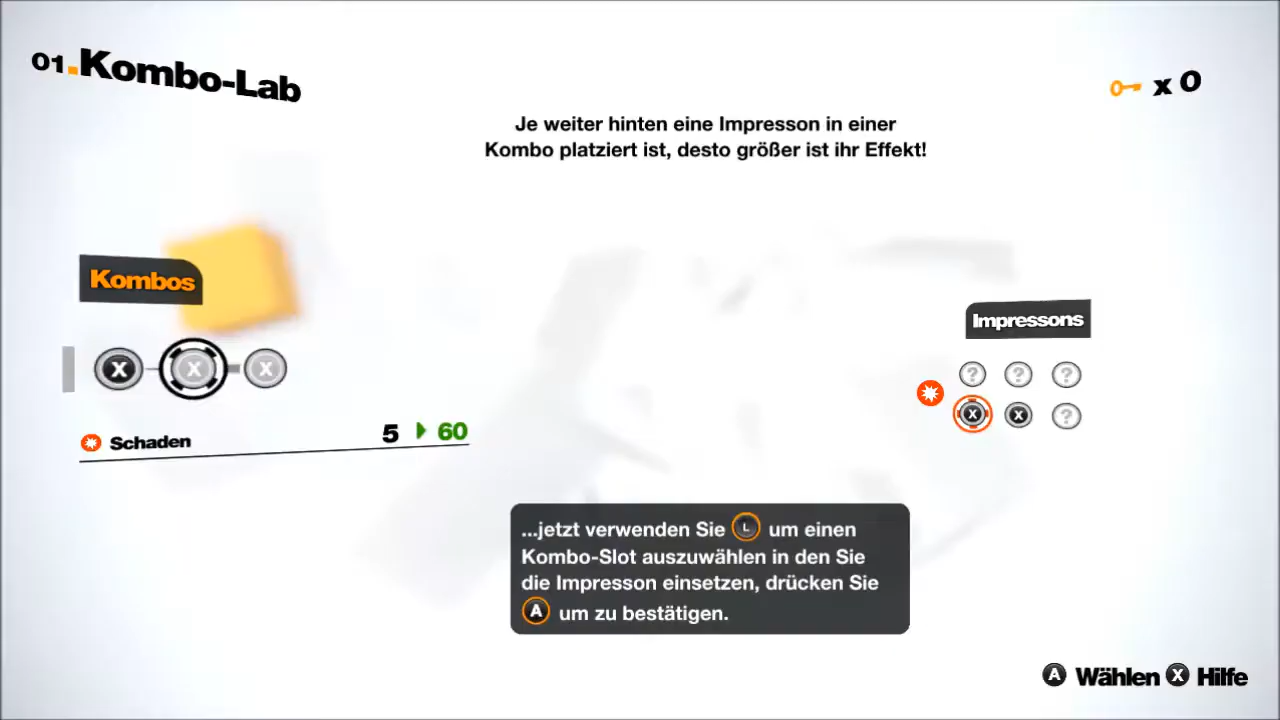 01.Kombo-Lab
x 0
Je weiter hinten eine Impresson in einer
Kombo platziert ist, desto größer ist ihr Effekt!
Kombos
X X X
Schaden 5 60
Impressons
? ? ?
X X ?
...jetzt verwenden Sie L um einen
Kombo-Slot auszuwählen in den Sie
die Impresson einsetzen, drücken Sie
A um zu bestätigen.
A Wählen X Hilfe